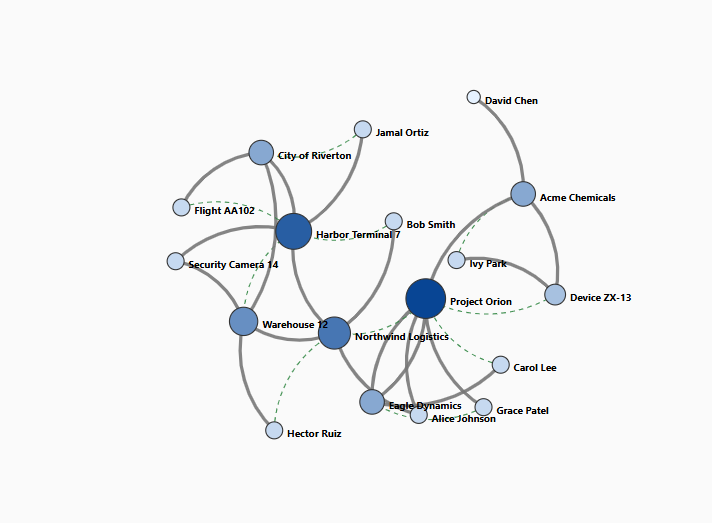 David Chen
Jamal Ortiz
City of Riverton
Acme Chemicals
Flight AA102
Bob Smith
Harbor Terminal 7
Ivy Park
Security Camera 14
Device ZX-13
Project Orion
Warehouse 12
Northwind Logistics
Carol Lee
Eagle Dynamics
Grace Patel
Alice Johnson
Hector Ruiz